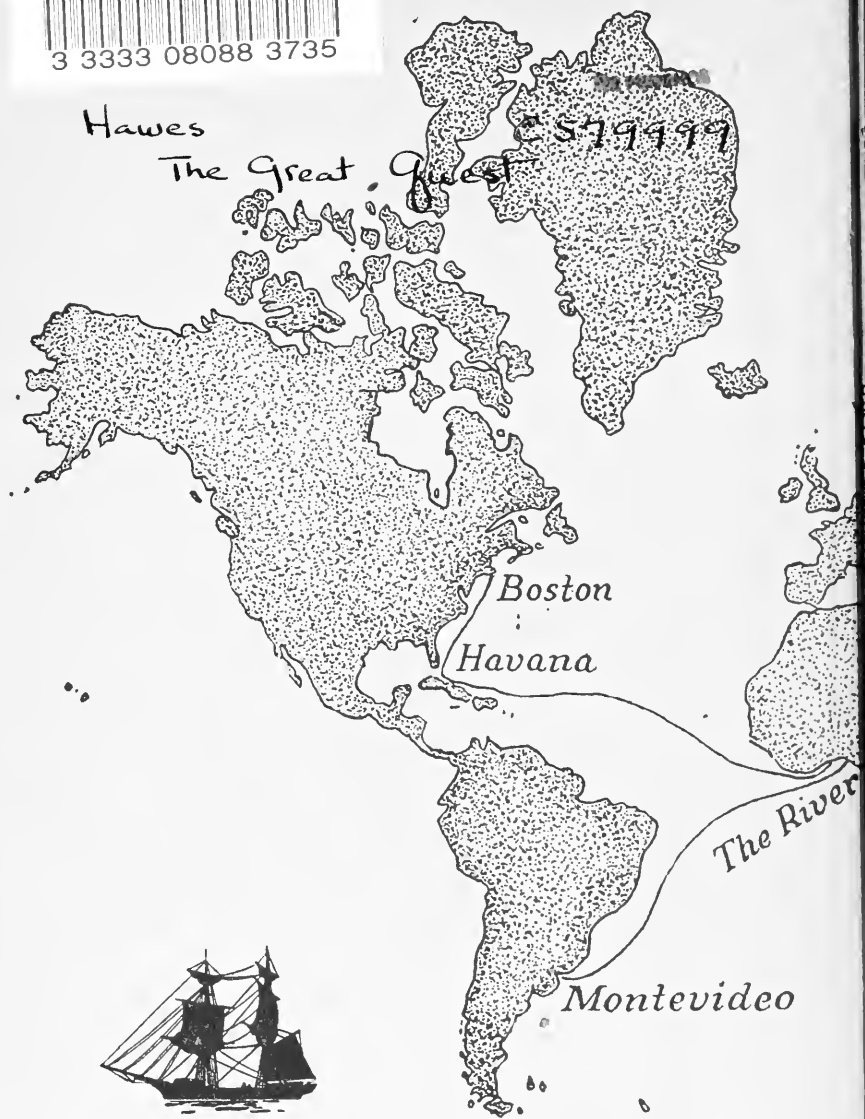 3 3333 08088 3735
Hawes
C579999
The Great Quest
Boston
Havana
The River
Montevideo